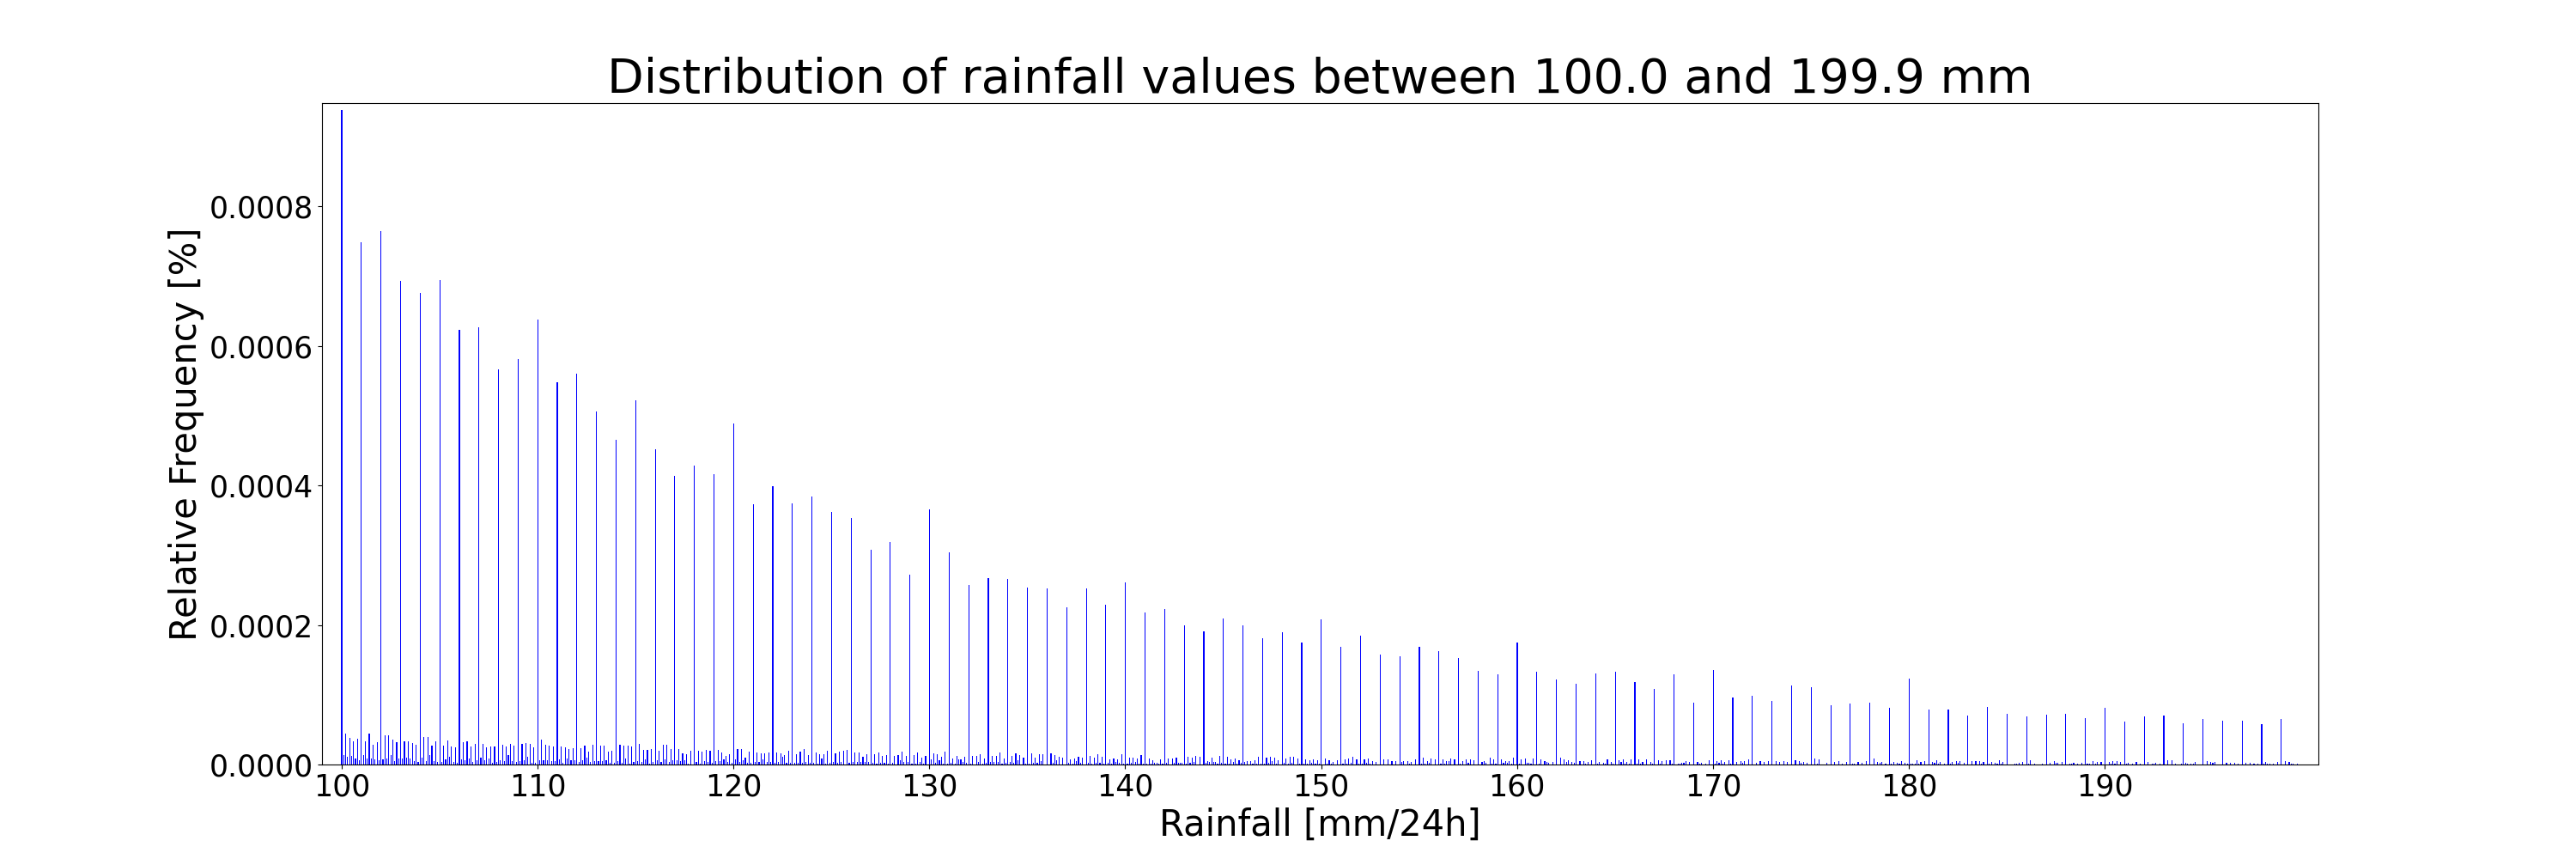 Distribution of rainfall values between 100.0 and 199.9 mm
Relative Frequency [%]
0.0008
0.0006
0.0004
0.0002
0.0000
100 110 120 130 140 150 160 170 180 190
Rainfall [mm/24h]